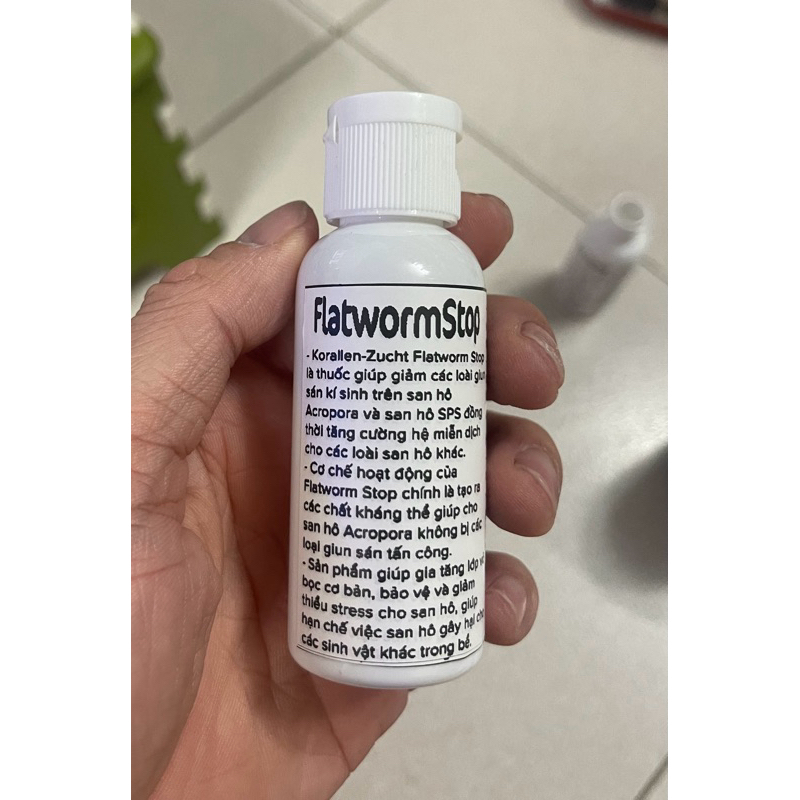 FlatwormStop
- Korallen-Zucht Flatworm Stop
là thuốc giúp giảm các loài giun
sán kí sinh trên san hô
Acropora và san hô SPS đồng
thời tăng cường hệ miễn dịch
cho các loài san hô khác.
- Cơ chế hoạt động của
Flatworm Stop chính là tạo ra
các chất kháng thể giúp cho
san hô Acropora không bị các
loại giun sán tấn công.
- Sản phẩm giúp gia tăng lớp
bọc cơ bản, bảo vệ và giảm
thiểu stress cho san hô, giúp
hạn chế việc san hô gây hại cho
các sinh vật khác trong bể.